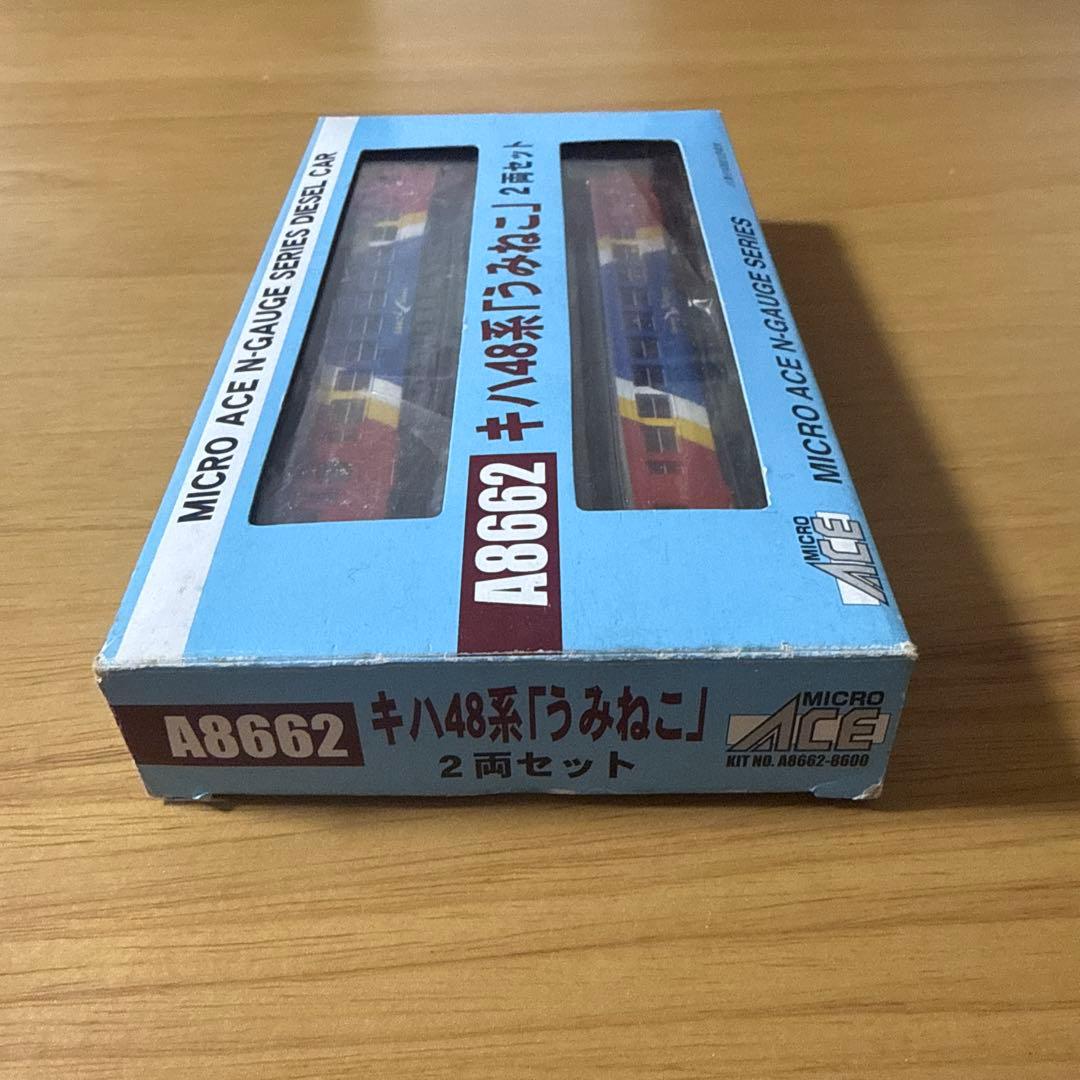 MICRO ACE N-GAUGE SERIES DIESEL CAR
A8662 キハ48系「うみねこ」2両セット
MICRO ACE MICRO ACE N-GAUGE SERIES
A8662
キハ48系「うみねこ」
2両セット
MICRO
ACE
KIT NO. A8662-8600